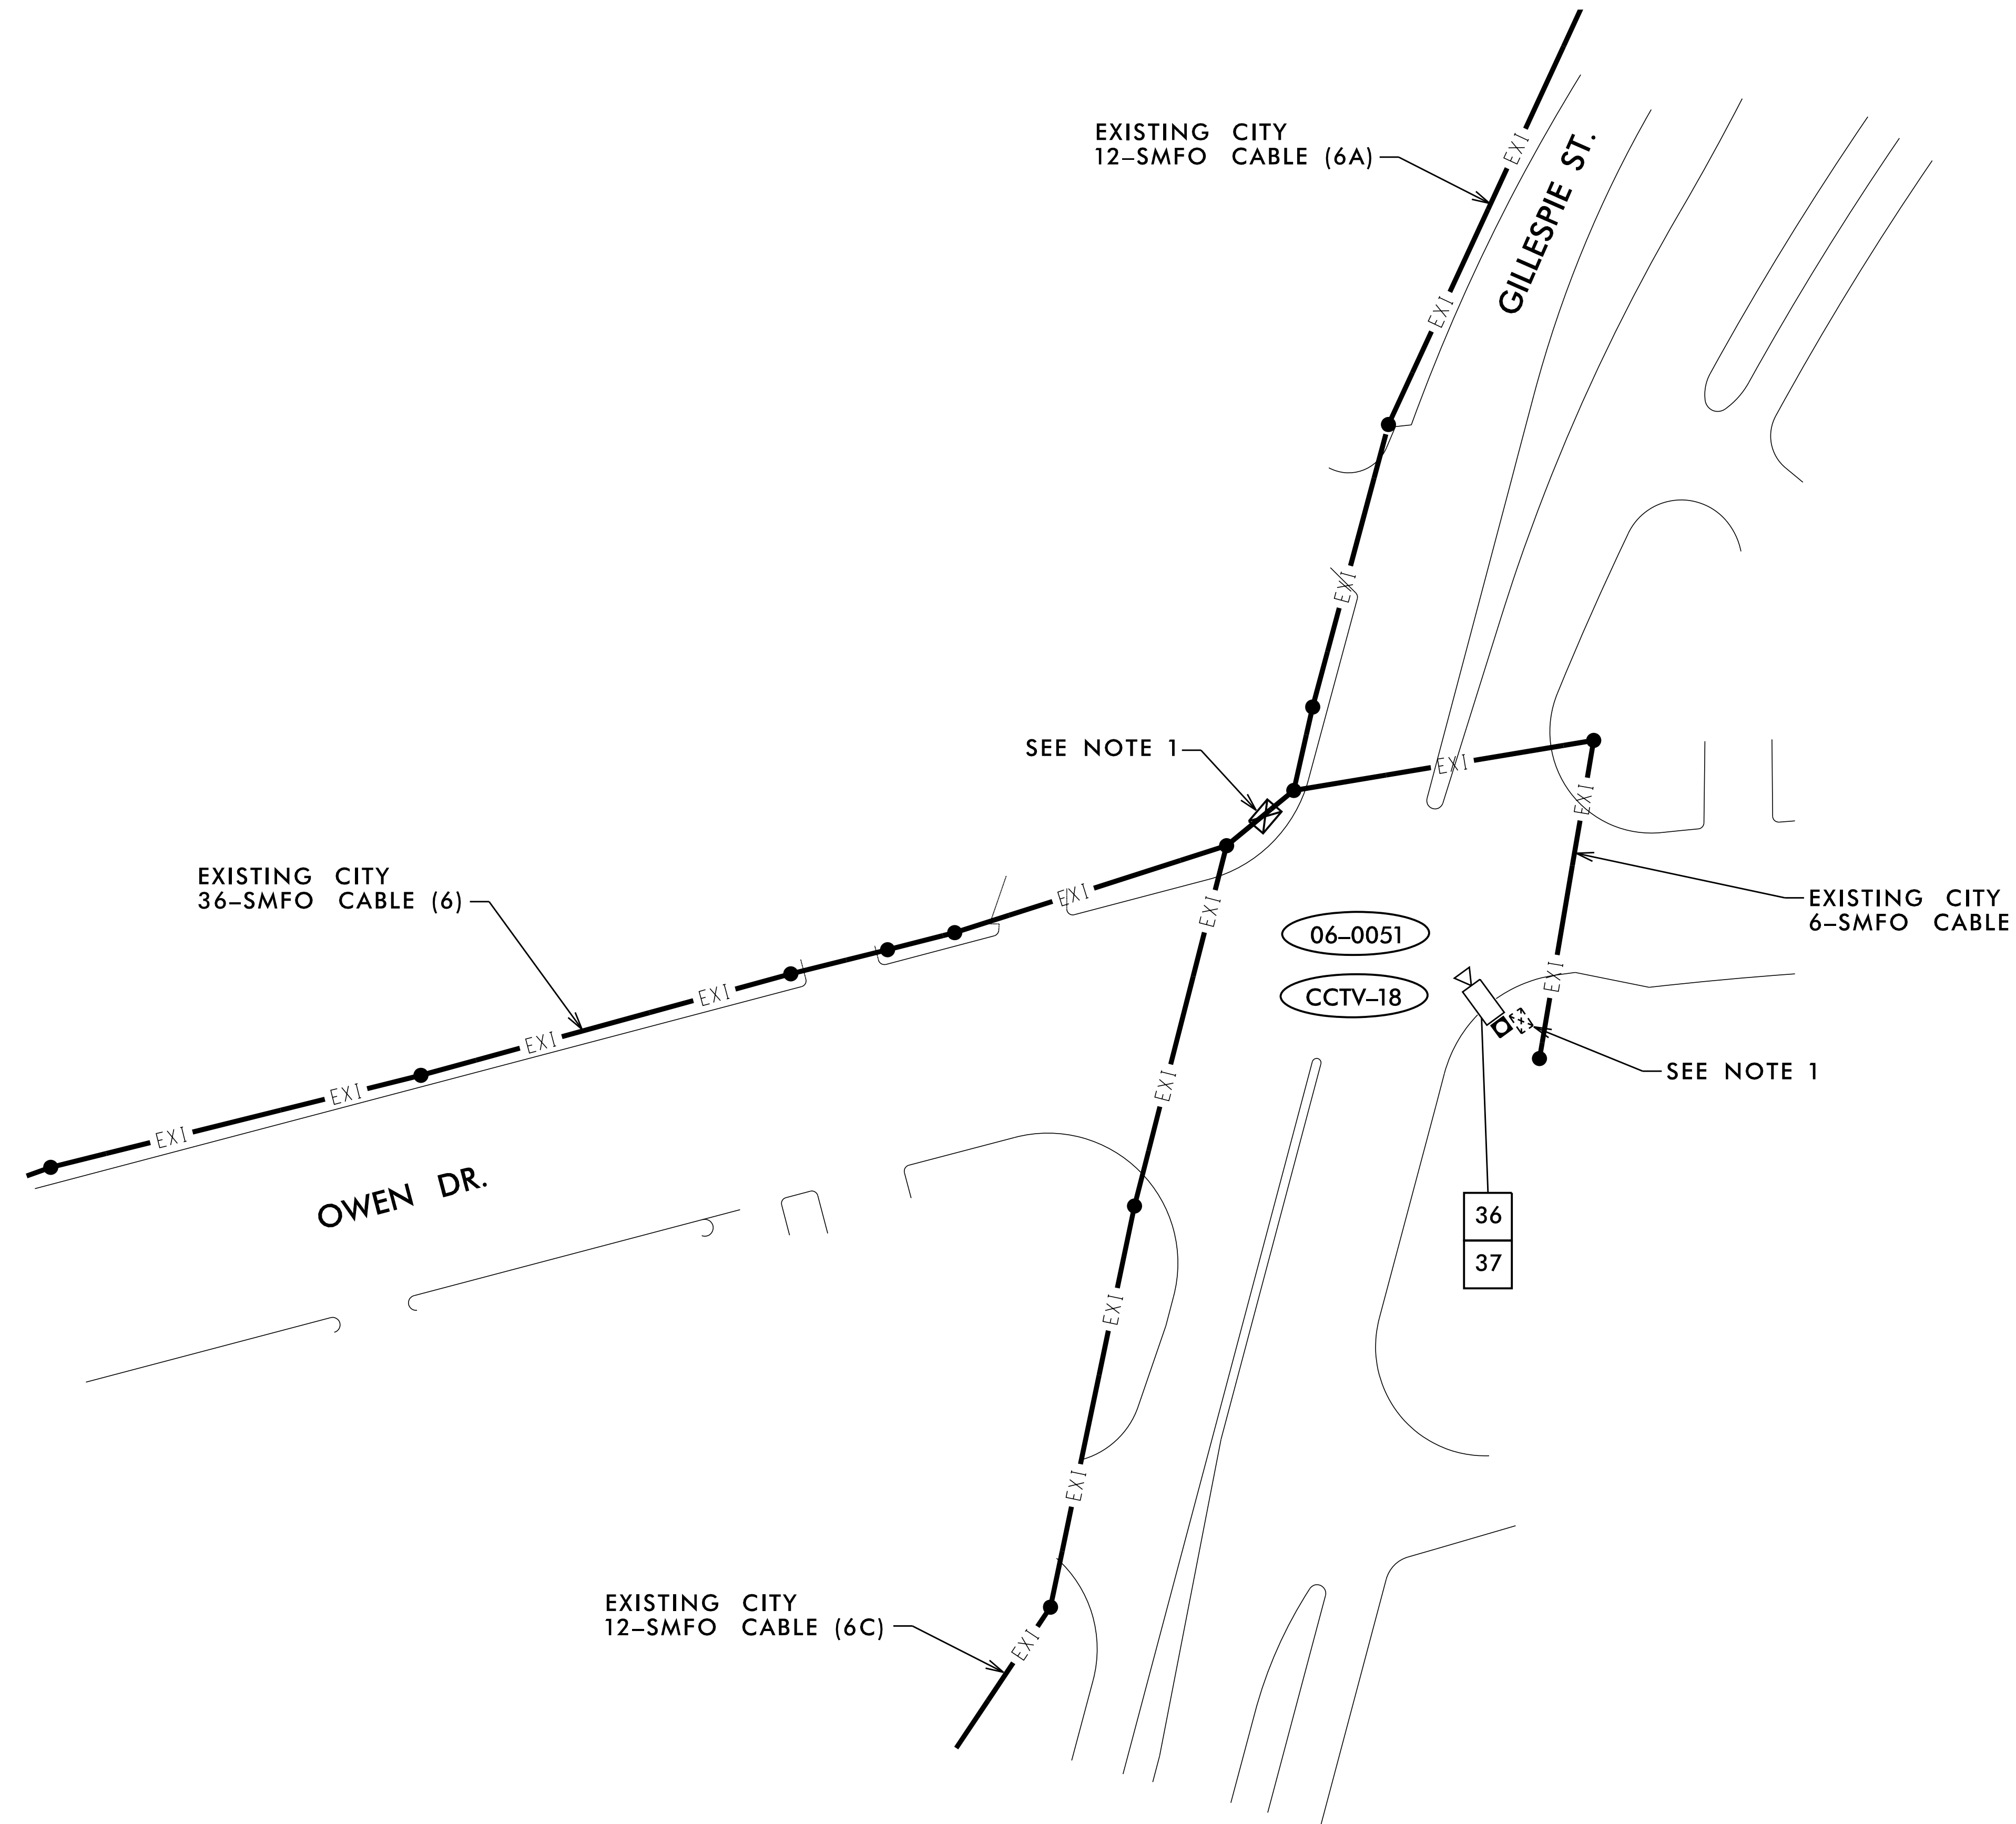 EXISTING CITY
12–SMFO CABLE (6A)
EXI
GILLESPIE ST.
EXI
EXI
SEE NOTE 1
EXI
EXI
EXISTING CITY
36–SMFO CABLE (6)
EXI
EXISTING CITY
6–SMFO CABLE
EXI
06–0051
EXI
CCTV–18
EXI
EXI
SEE NOTE 1
EXI
EXI
EXI
OWEN DR.
36
37
EXI
EXI
EXISTING CITY
12–SMFO CABLE (6C)
EXI